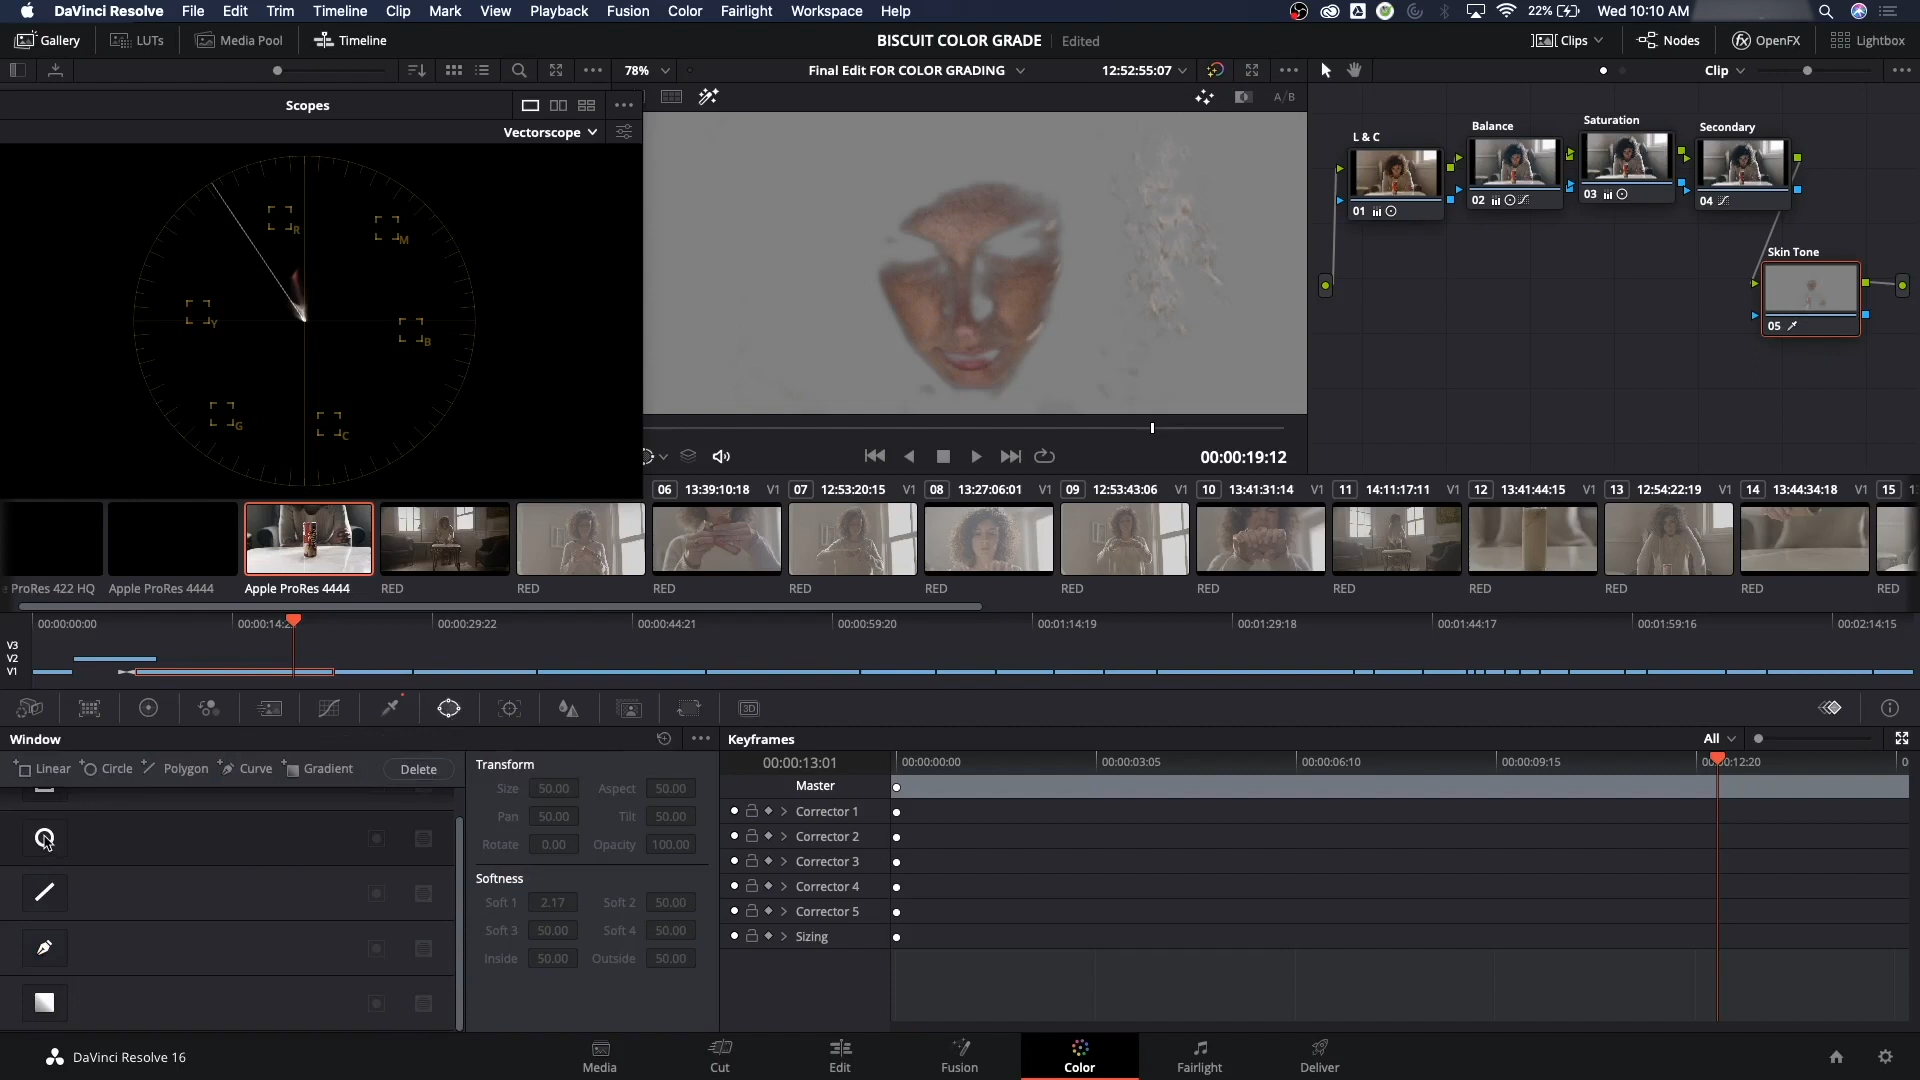 DaVinci Resolve File Edit Trim Timeline Clip Mark View Playback Fusion Color Fairlight Workspace Help 22% Wed 10:10 AM
Gallery LUTs Media Pool Timeline BISCUIT COLOR GRADE Edited Clips Nodes OpenFX Lightbox
78% Final Edit FOR COLOR GRADING 12:52:55:07 Clip
Scopes A/B
Vectorscope
R M Y B G C
L & C Balance Saturation Secondary
01 02 03 04
Skin Tone
05
00:00:19:12
06 13:39:10:18 V1 07 12:53:20:15 V1 08 13:27:06:01 V1 09 12:53:43:06 V1 10 13:41:31:14 V1 11 14:11:17:11 V1 12 13:41:44:15 V1 13 12:54:22:19 V1 14 13:44:34:18 V1 15 1
ProRes 422 HQ Apple ProRes 4444 Apple ProRes 4444 RED RED RED RED RED RED RED RED RED RED RED RED
00:00:00:00 00:00:14:2 00:00:29:22 00:00:44:21 00:00:59:20 00:01:14:19 00:01:29:18 00:01:44:17 00:01:59:16 00:02:14:15
V3
V2
V1
3D
Window Keyframes All
Linear Circle Polygon Curve Gradient Delete
Transform
Size 50.00 Aspect 50.00
Pan 50.00 Tilt 50.00
Rotate 0.00 Opacity 100.00
Softness
Soft 1 2.17 Soft 2 50.00
Soft 3 50.00 Soft 4 50.00
Inside 50.00 Outside 50.00
00:00:13:01 00:00:00:00 00:00:03:05 00:00:06:10 00:00:09:15 00:00:12:20 0
Master
Corrector 1
Corrector 2
Corrector 3
Corrector 4
Corrector 5
Sizing
DaVinci Resolve 16 Media Cut Edit Fusion Color Fairlight Deliver